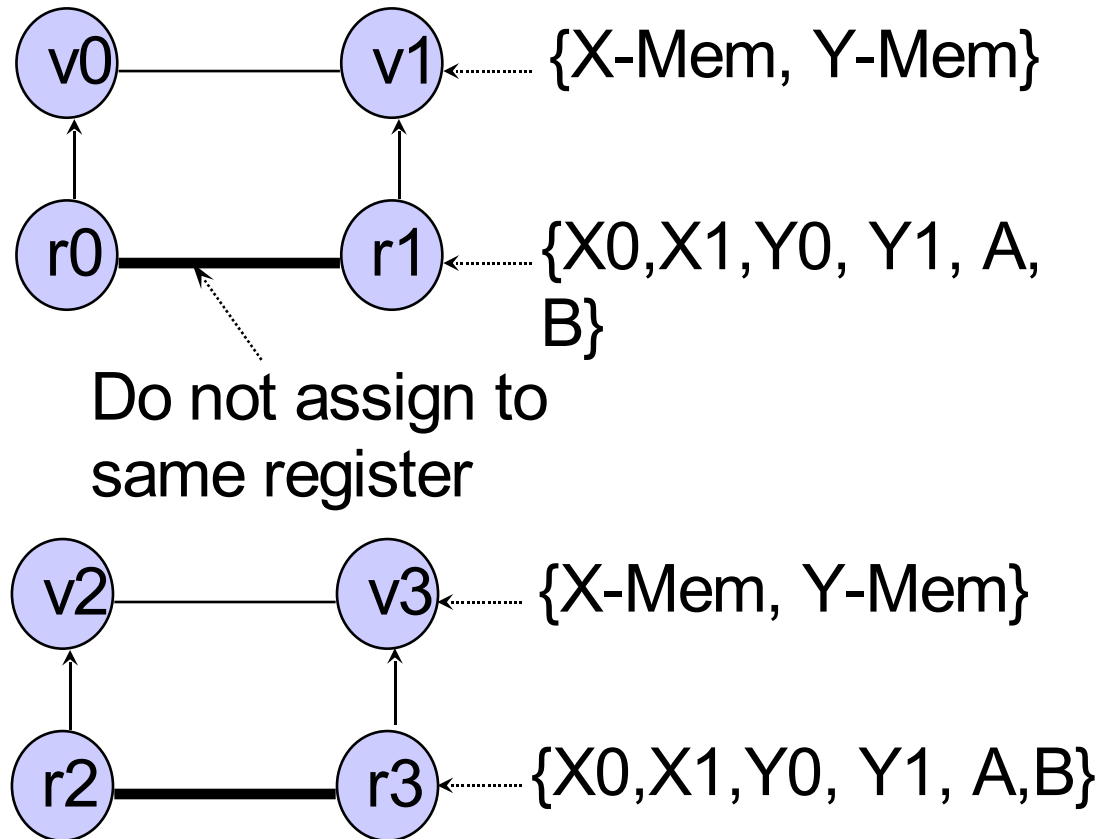 v0 v1 {X-Mem, Y-Mem}
r0 r1 {X0,X1,Y0, Y1, A,
B}
Do not assign to
same register
v2 v3 {X-Mem, Y-Mem}
r2 r3 {X0,X1,Y0, Y1, A,B}